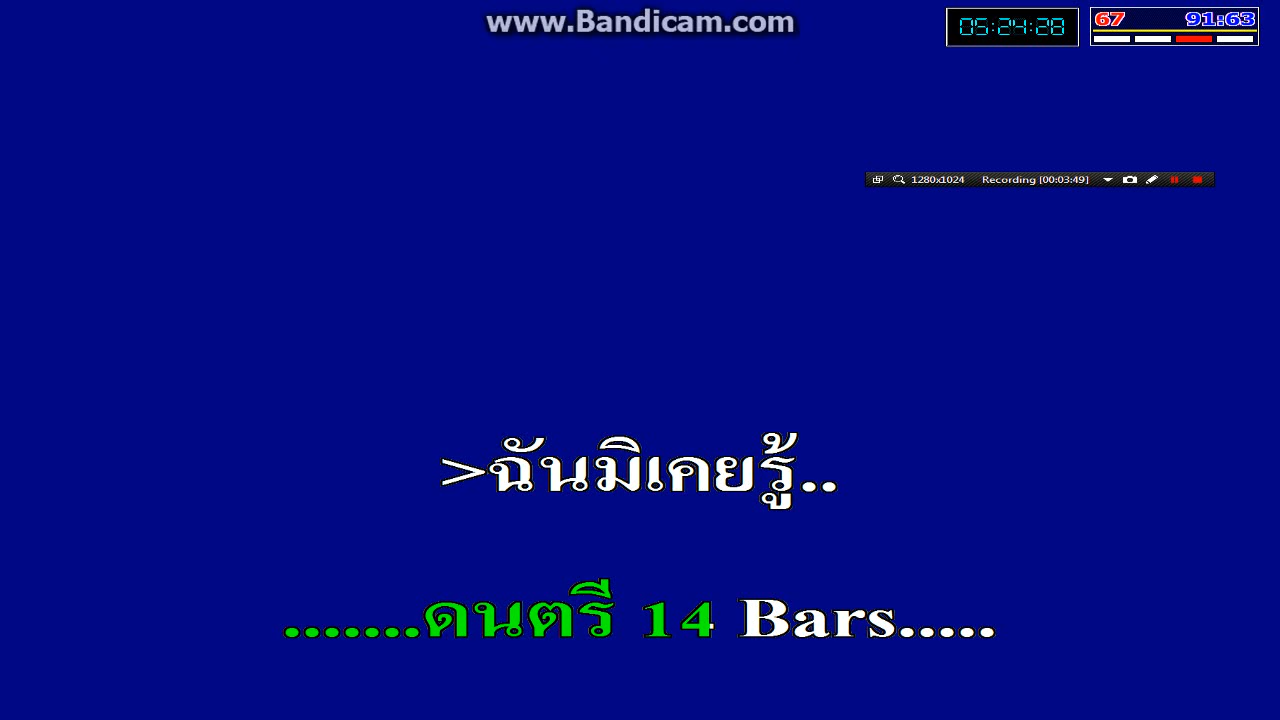 www.Bandicam.com
05:24:28
67 91:63
1280x1024 Recording [00:03:49]
>ฉันมิเคยรู้..
.......ดนตรี 14 Bars.....